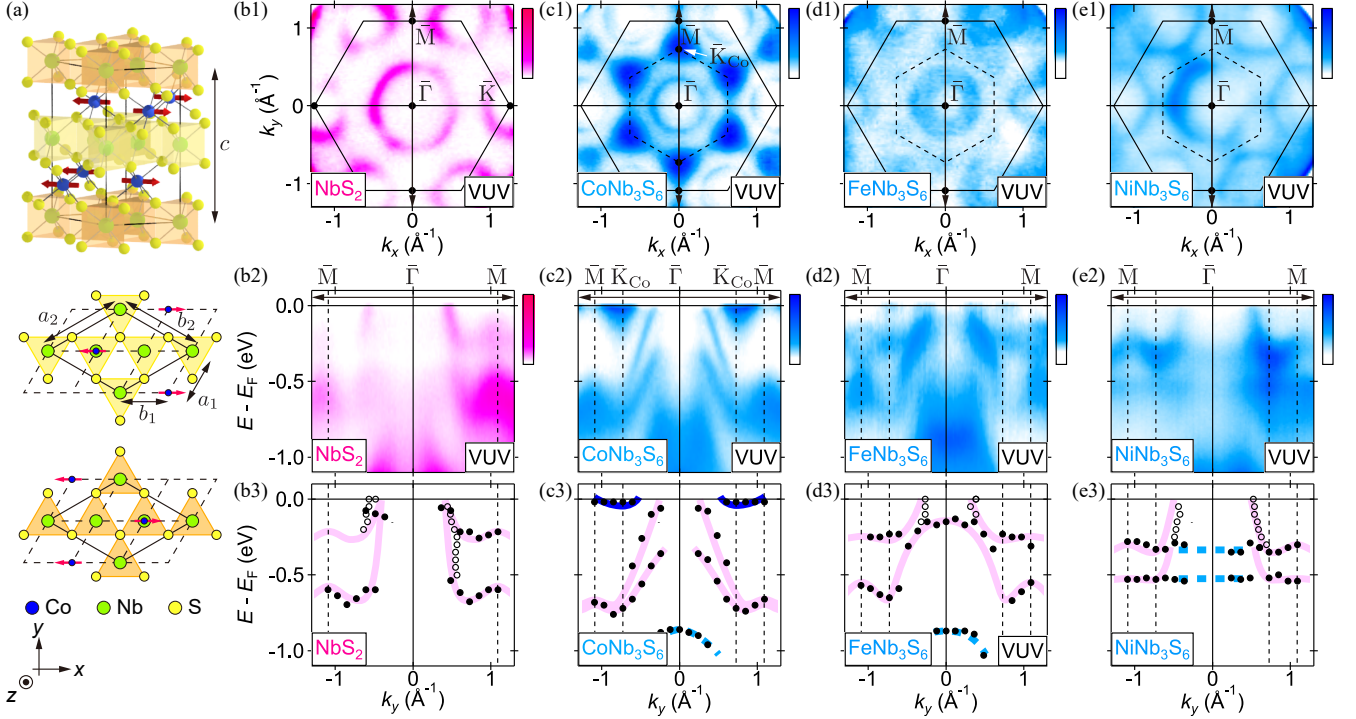 (a)
c
a₂
b₂
b₁
a₁
Co
Nb
S
y
x
z
(b1)
1
0
-1
k_y (Å⁻¹)
M̄
Γ̄
K̄
NbS₂
VUV
-1
0
1
k_x (Å⁻¹)
(c1)
M̄
K̄_Co
Γ̄
CoNb₃S₆
VUV
-1
0
1
k_x (Å⁻¹)
(d1)
M̄
Γ̄
FeNb₃S₆
VUV
-1
0
1
k_x (Å⁻¹)
(e1)
M̄
Γ̄
NiNb₃S₆
VUV
-1
0
1
k_x (Å⁻¹)
(b2)
M̄ Γ̄ M̄
0.0
-0.5
-1.0
E - E_F (eV)
NbS₂
VUV
(c2)
M̄ K̄_Co Γ̄ K̄_Co M̄
CoNb₃S₆
VUV
(d2)
M̄ Γ̄ M̄
FeNb₃S₆
VUV
(e2)
M̄ Γ̄ M̄
NiNb₃S₆
VUV
(b3)
0.0
-0.5
-1.0
E - E_F (eV)
NbS₂
-1
0
1
k_y (Å⁻¹)
(c3)
CoNb₃S₆
-1
0
1
k_y (Å⁻¹)
(d3)
FeNb₃S₆
VUV
-1
0
1
k_y (Å⁻¹)
(e3)
NiNb₃S₆
-1
0
1
k_y (Å⁻¹)